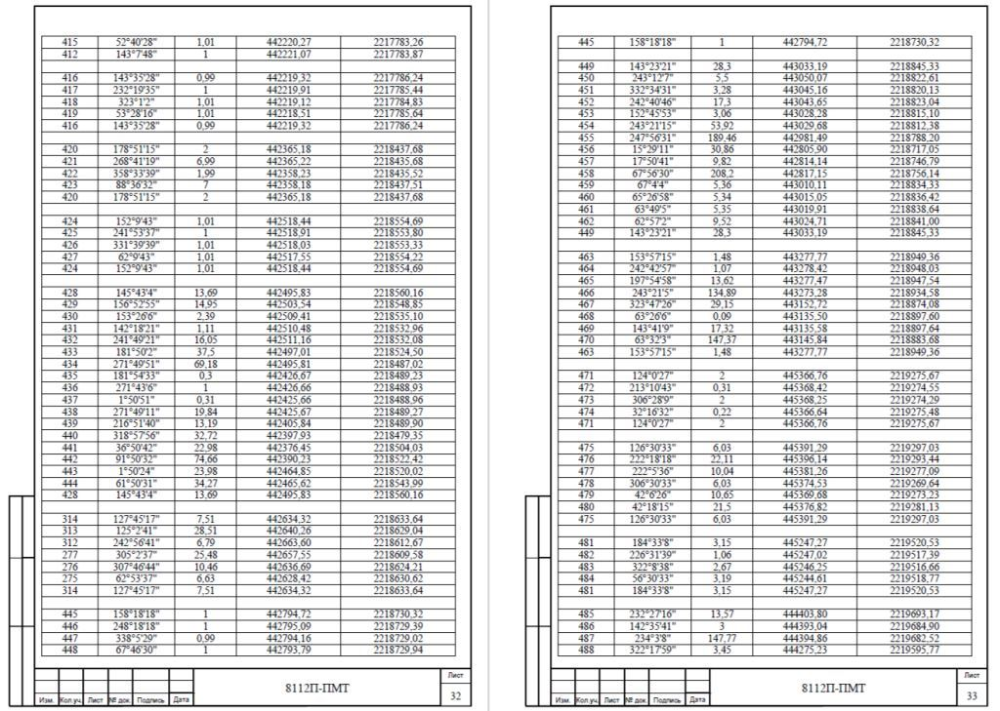 415 52°40'28" 1,01 442220,27 2217783,26
412 143°7'48" 1 442221,07 2217783,87
416 143°35'28" 0,99 442219,32 2217786,24
417 232°19'35" 1 442219,91 2217785,44
418 323°1'2" 1,01 442219,12 2217784,83
419 53°28'16" 1,01 442218,51 2217785,64
416 143°35'28" 0,99 442219,32 2217786,24
420 178°51'15" 2 442365,18 2218437,68
421 268°41'19" 6,99 442365,22 2218435,68
422 358°33'39" 1,99 442358,23 2218435,52
423 88°36'32" 7 442358,18 2218437,51
420 178°51'15" 2 442365,18 2218437,68
424 152°9'43" 1,01 442518,44 2218554,69
425 241°53'37" 1 442518,91 2218553,80
426 331°39'39" 1,01 442518,03 2218553,33
427 62°9'43" 1,01 442517,55 2218554,22
424 152°9'43" 1,01 442518,44 2218554,69
428 145°43'4" 13,69 442495,83 2218560,16
429 156°52'55" 14,95 442503,54 2218548,85
430 153°26'6" 2,39 442509,41 2218535,10
431 142°18'21" 1,11 442510,48 2218532,96
432 241°49'21" 16,05 442511,16 2218532,08
433 181°50'2" 37,5 442497,01 2218524,50
434 271°49'51" 69,18 442495,81 2218487,02
435 181°54'33" 0,3 442426,67 2218489,23
436 271°43'6" 1 442426,66 2218488,93
437 1°50'51" 0,31 442425,66 2218488,96
438 271°49'11" 19,84 442425,67 2218489,27
439 216°51'40" 13,19 442405,84 2218489,90
440 318°57'56" 32,72 442397,93 2218479,35
441 36°50'42" 22,98 442376,45 2218504,03
442 91°50'32" 74,66 442390,23 2218522,42
443 1°50'24" 23,98 442464,85 2218520,02
444 61°50'31" 34,27 442465,62 2218543,99
428 145°43'4" 13,69 442495,83 2218560,16
314 127°45'17" 7,51 442634,32 2218633,64
313 125°2'41" 28,51 442640,26 2218629,04
312 242°56'41" 6,79 442663,60 2218612,67
277 305°2'37" 25,48 442657,55 2218609,58
276 307°46'44" 10,46 442636,69 2218624,21
275 62°53'37" 6,63 442628,42 2218630,62
314 127°45'17" 7,51 442634,32 2218633,64
445 158°18'18" 1 442794,72 2218730,32
446 248°18'18" 1 442795,09 2218729,39
447 338°5'29" 0,99 442794,16 2218729,02
448 67°46'30" 1 442793,79 2218729,94
8112П-ПМТ
Лист
32
Изм. Кол.уч. Лист № док. Подпись Дата
445 158°18'18" 1 442794,72 2218730,32
449 143°23'21" 28,3 443033,19 2218845,33
450 243°12'7" 5,5 443050,07 2218822,61
451 332°34'31" 3,28 443045,16 2218820,13
452 242°40'46" 17,3 443043,65 2218823,04
453 152°45'53" 3,06 443028,28 2218815,10
454 243°21'15" 53,92 443029,68 2218812,38
455 247°56'31" 189,46 442981,49 2218788,20
456 15°29'11" 30,86 442805,90 2218717,05
457 17°50'41" 9,82 442814,14 2218746,79
458 67°56'30" 208,2 442817,15 2218756,14
459 67°4'4" 5,36 443010,11 2218834,33
460 65°26'58" 5,34 443015,05 2218836,42
461 63°49'5" 5,35 443019,91 2218838,64
462 62°57'2" 9,52 443024,71 2218841,00
449 143°23'21" 28,3 443033,19 2218845,33
463 153°57'15" 1,48 443277,77 2218949,36
464 242°42'57" 1,07 443278,42 2218948,03
465 197°54'58" 13,62 443277,47 2218947,54
466 243°21'5" 134,89 443273,28 2218934,58
467 323°47'26" 29,15 443152,72 2218874,08
468 63°26'6" 0,09 443135,50 2218897,60
469 143°41'9" 17,32 443135,58 2218897,64
470 63°32'3" 147,37 443145,84 2218883,68
463 153°57'15" 1,48 443277,77 2218949,36
471 124°0'27" 2 445366,76 2219275,67
472 213°10'43" 0,31 445368,42 2219274,55
473 306°28'9" 2 445368,25 2219274,29
474 32°16'32" 0,22 445366,64 2219275,48
471 124°0'27" 2 445366,76 2219275,67
475 126°30'33" 6,03 445391,29 2219297,03
476 222°18'18" 22,11 445396,14 2219293,44
477 222°5'36" 10,04 445381,26 2219277,09
478 306°30'33" 6,03 445374,53 2219269,64
479 42°6'26" 10,65 445369,68 2219273,23
480 42°18'15" 21,5 445376,82 2219281,13
475 126°30'33" 6,03 445391,29 2219297,03
481 184°33'8" 3,15 445247,27 2219520,53
482 226°31'39" 1,06 445247,02 2219517,39
483 322°8'38" 2,67 445246,25 2219516,66
484 56°30'33" 3,19 445244,61 2219518,77
481 184°33'8" 3,15 445247,27 2219520,53
485 232°27'16" 13,57 444403,80 2219693,17
486 142°35'41" 3 444393,04 2219684,90
487 234°3'8" 147,77 444394,86 2219682,52
488 322°17'59" 3,45 444275,23 2219595,77
8112П-ПМТ
Лист
33
Изм. Кол.уч. Лист № док. Подпись Дата